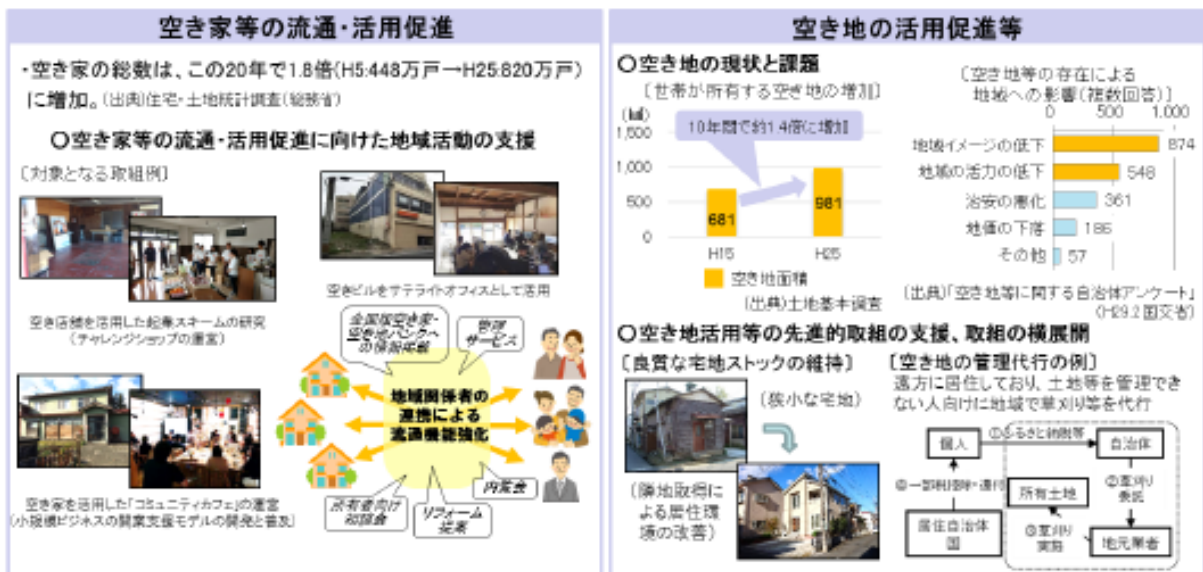 空き家等の流通・活用促進
・空き家の総数は、この20年で1.8倍(H5:448万戸→H25:820万戸)
に増加。(出典)住宅・土地統計調査(総務省)
○空き家等の流通・活用促進に向けた地域活動の支援
[対象となる取組例]
空き店舗を活用した起業スキームの研究
(チャレンジショップの運営)
空きビルをサテライトオフィスとして活用
空き家を活用した「コミュニティカフェ」の運営
(小規模ビジネスの開業支援モデルの開発と普及)
全国版空き家・
空き地バンクへ
の情報掲載
管理
サービス
地域関係者の
連携による
流通機能強化
所有者向け
相談会
リフォーム
提案
内覧会
空き地の活用促進等
○空き地の現状と課題
[世帯が所有する空き地の増加]
(㎢)
10年間で約1.4倍に増加
1,500
1,000
500
0
681
981
H15
H25
空き地面積
(出典)土地基本調査
[空き地等の存在による
地域への影響(複数回答)]
0
500
1,000
地域イメージの低下
874
地域の活力の低下
548
治安の悪化
361
地価の下落
186
その他
57
(出典)「空き地等に関する自治体アンケート」
(H29.2 国交省)
○空き地活用等の先進的取組の支援、取組の横展開
[良質な宅地ストックの維持]
(狭小な宅地)
(隣地取得に
よる居住環
境の改善)
[空き地の管理代行の例]
遠方に居住しており、土地等を管理でき
ない人向けに地域で草刈り等を代行
個人
①ふるさと納税等
自治体
②草刈り
委託
所有土地
③草刈り
実施
地元業者
居住自治体
国